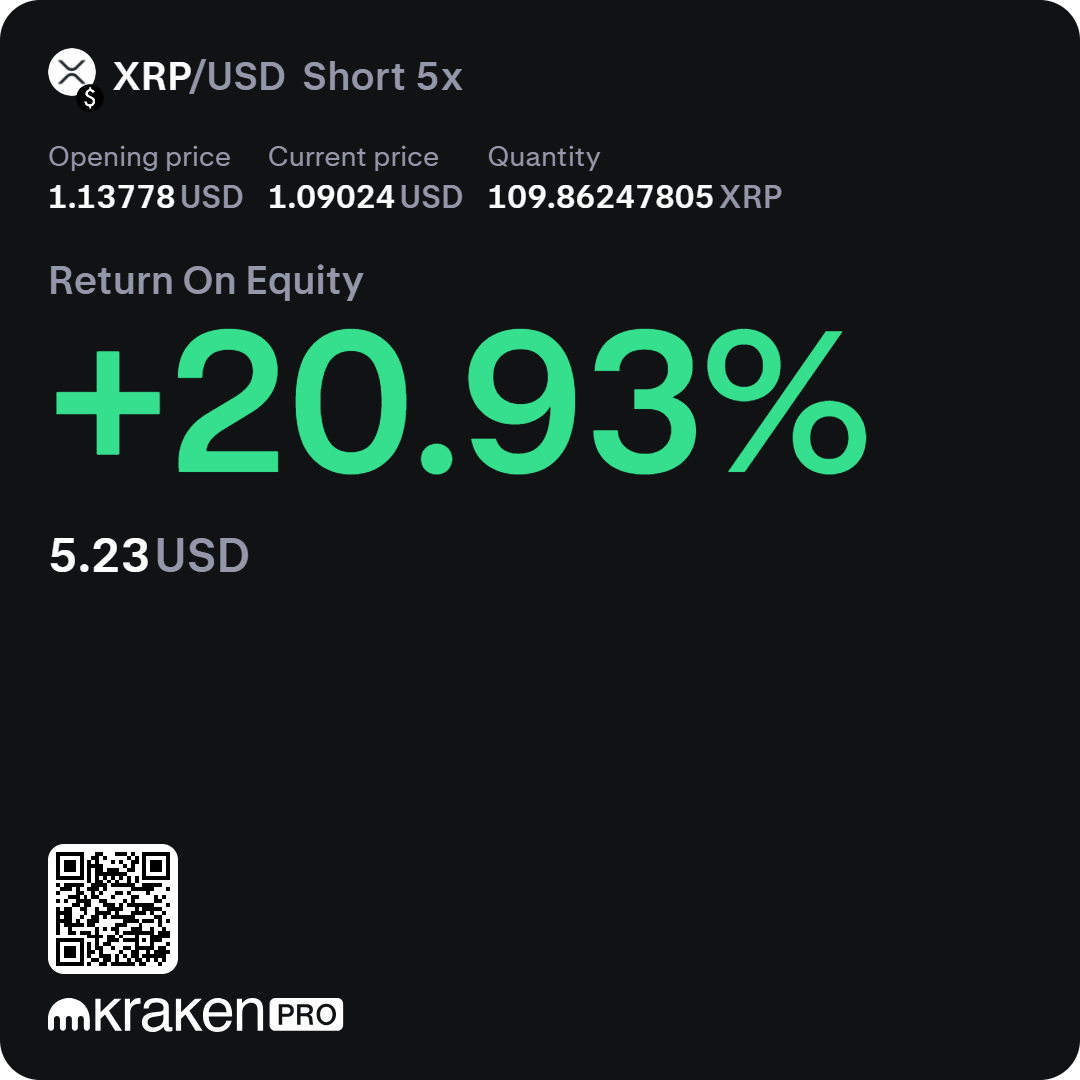 XRP/USD Short 5x
Opening price Current price Quantity
1.13778 USD 1.09024 USD 109.86247805 XRP
Return On Equity
+20.93%
5.23 USD
kraken PRO